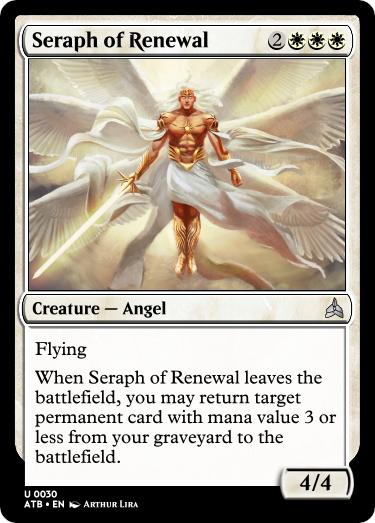 Seraph of Renewal 2
Creature — Angel
Flying
When Seraph of Renewal leaves the
battlefield, you may return target
permanent card with mana value 3 or
less from your graveyard to the
battlefield.
4/4
U 0030
ATB • EN Arthur Lira